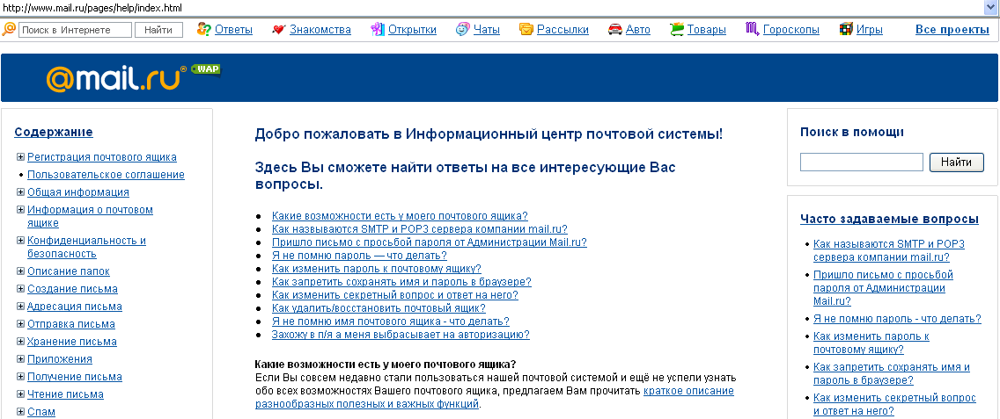 http://www.mail.ru/pages/help/index.html
Поиск в Интернете Найти Ответы Знакомства Открытки Чаты Рассылки Авто Товары Гороскопы Игры Все проекты
@mail.ru® WAP
Содержание
Регистрация почтового ящика
Пользовательское соглашение
Общая информация
Информация о почтовом
ящике
Конфиденциальность и
безопасность
Описание папок
Создание письма
Адресация письма
Отправка письма
Хранение письма
Приложения
Получение письма
Чтение письма
Спам
Добро пожаловать в Информационный центр почтовой системы!
Здесь Вы сможете найти ответы на все интересующие Вас
вопросы.
Какие возможности есть у моего почтового ящика?
Как назвываются SMTP и POP3 сервера компании mail.ru?
Пришло письмо с просьбой пароля от Администрации Mail.ru?
Я не помню пароль — что делать?
Как изменить пароль к почтовому ящику?
Как запретить сохранять имя и пароль в браузере?
Как изменить секретный вопрос и ответ на него?
Как удалить/восстановить почтовый ящик?
Я не помню имя почтового ящика - что делать?
Захожу в п/я а меня выбрасывает на авторизацию?
Какие возможности есть у моего почтового ящика?
Если Вы совсем недавно стали пользоваться нашей почтовой системой и ещё не успели узнать
обо всех возможностях Вашего почтового ящика, предлагаем Вам прочитать краткое описание
разнообразных полезных и важных функций.
Поиск в помощи
Найти
Часто задаваемые вопросы
Как называются SMTP и POP3
сервера компании mail.ru?
Пришло письмо с просьбой
пароля от Администрации
Mail.ru?
Я не помню пароль - что делать?
Как изменить пароль к
почтовому ящику?
Как запретить сохранять имя и
пароль в браузере?
Как изменить секретный вопрос
и ответ на него?